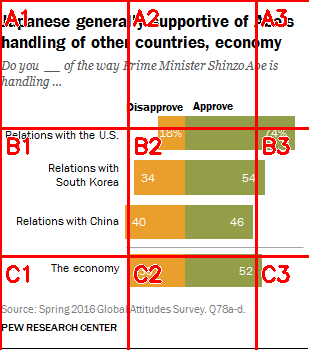 Japanese generally supportive of Abe's
handling of other countries, economy
Do you __ of the way Prime Minister Shinzo Abe is
handling ...
Disapprove Approve
Relations with the U.S. 18% 74%
Relations with South Korea 34 54
Relations with China 40 46
The economy 52
Source: Spring 2016 Global Attitudes Survey. Q78a-d.
PEW RESEARCH CENTER
A1 A2 A3
B1 B2 B3
C1 C2 C3